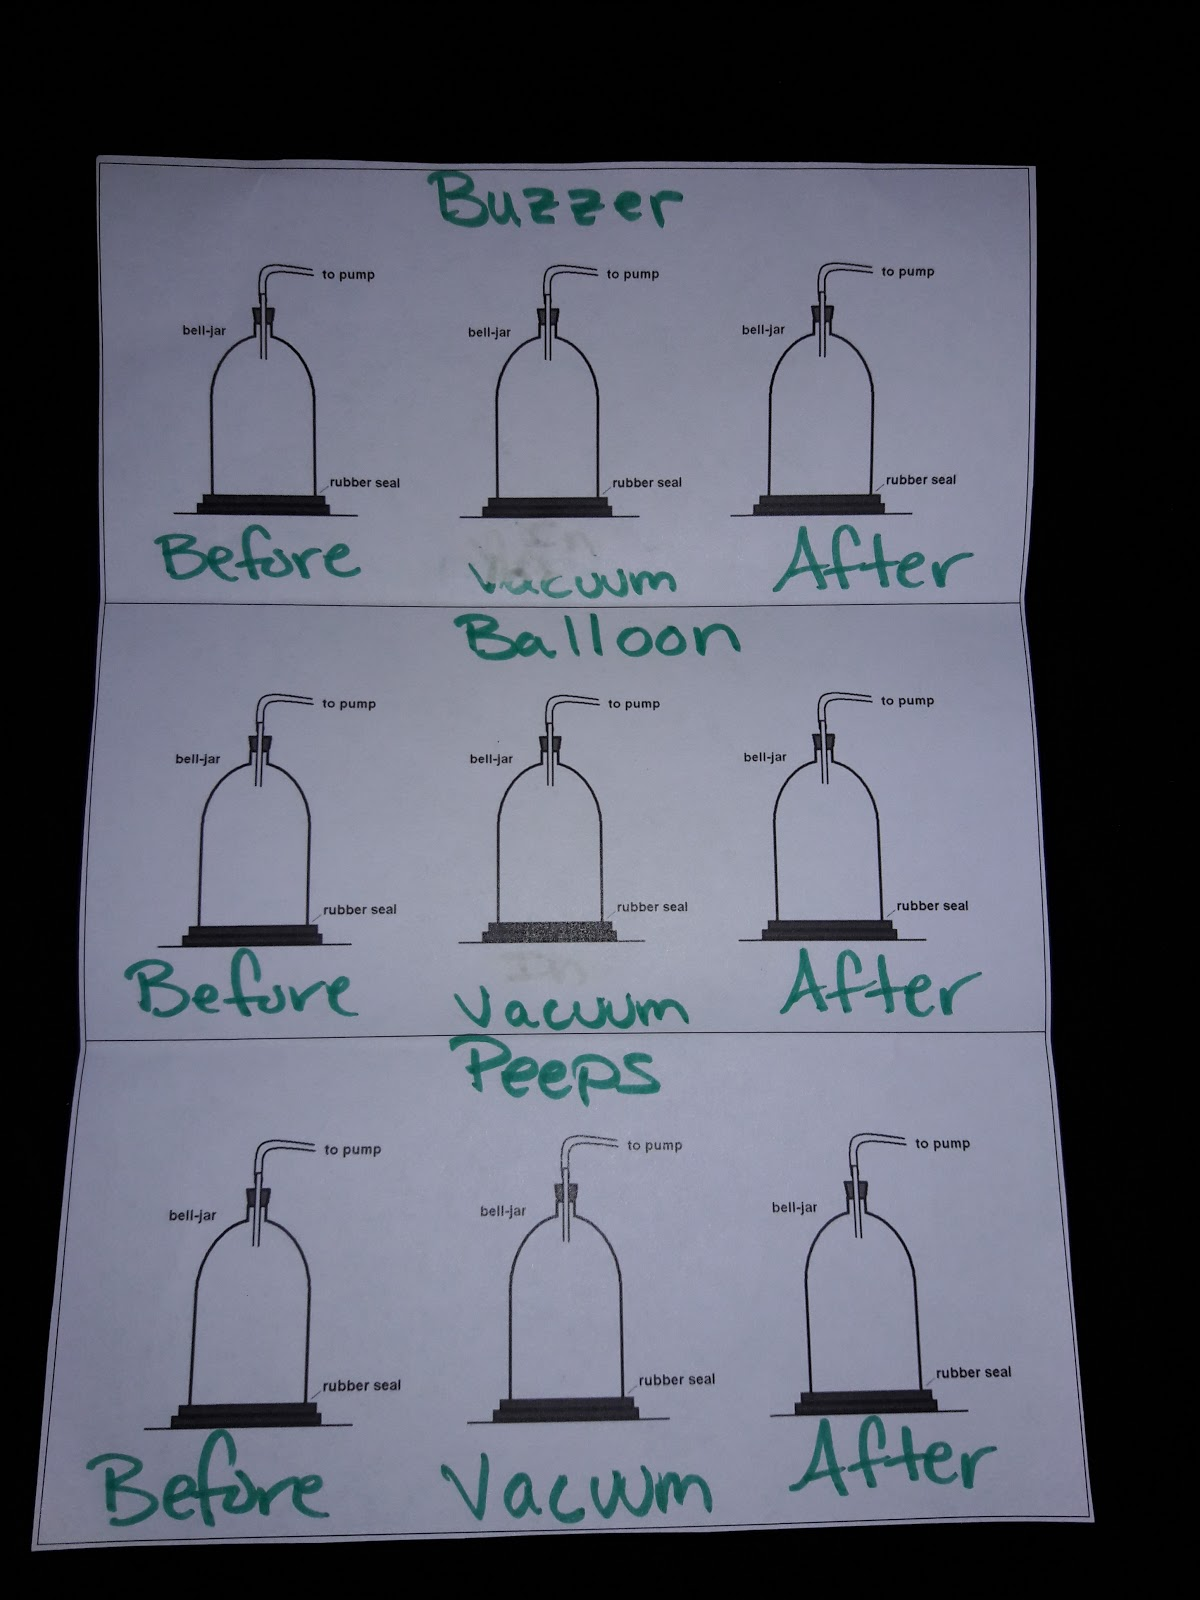 Buzzer
to pump to pump to pump
bell-jar bell-jar bell-jar
rubber seal rubber seal rubber seal
Before vacuum After
Balloon
to pump to pump to pump
bell-jar bell-jar bell-jar
rubber seal rubber seal rubber seal
Before vacuum After
Peeps
to pump to pump to pump
bell-jar bell-jar bell-jar
rubber seal rubber seal rubber seal
Before Vacuum After